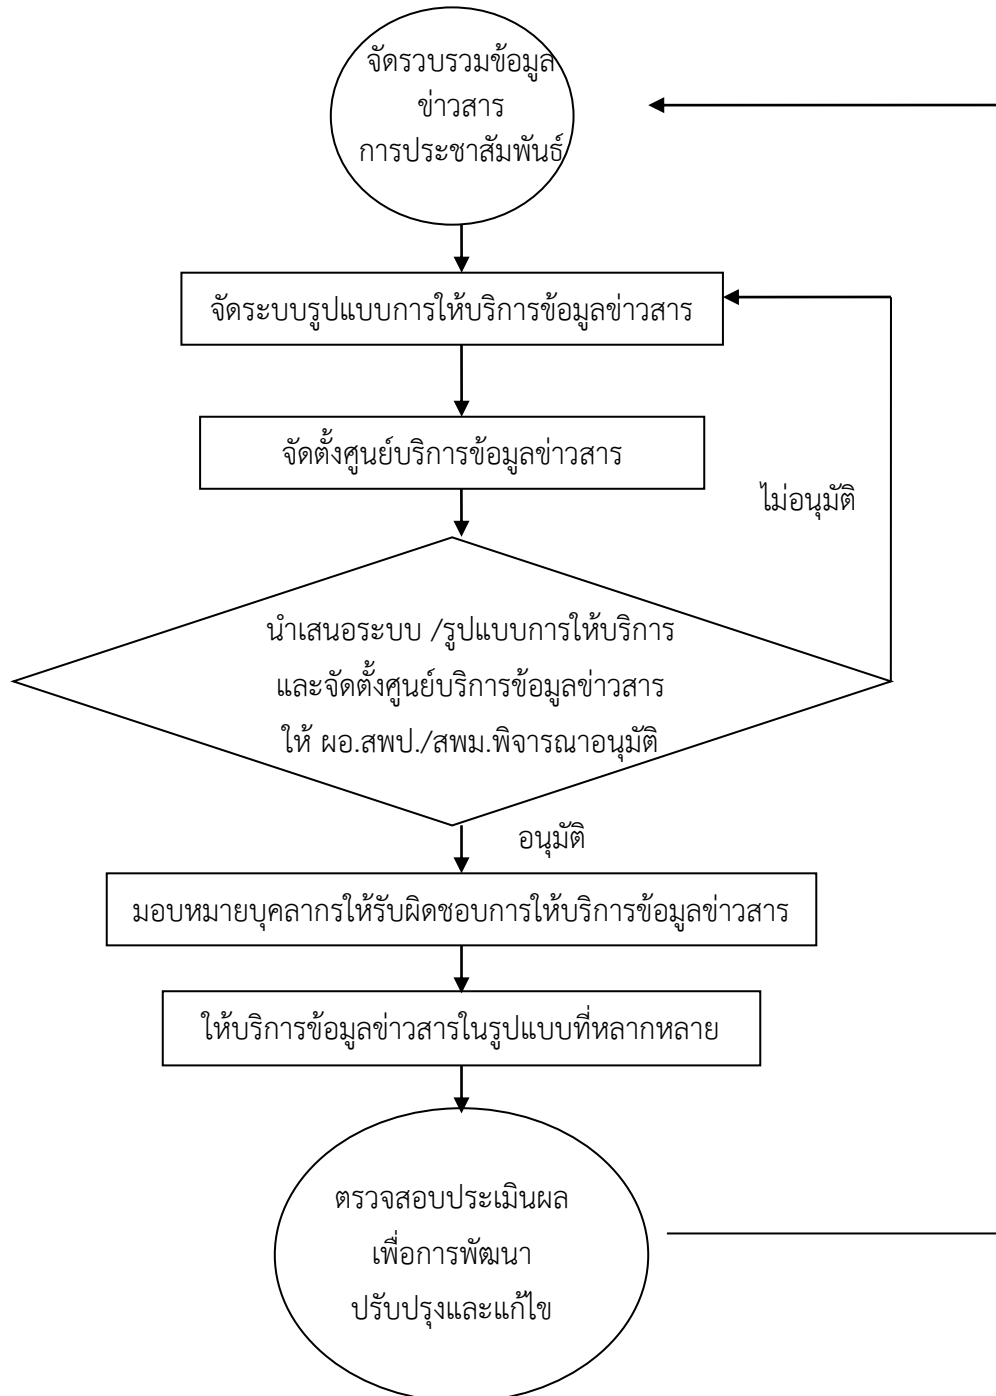 จัดรวบรวมข้อมูล
ข่าวสาร
การประชาสัมพันธ์
จัดระบบรูปแบบการให้บริการข้อมูลข่าวสาร
จัดตั้งศูนย์บริการข้อมูลข่าวสาร
ไม่อนุมัติ
นำเสนอระบบ /รูปแบบการให้บริการ
และจัดตั้งศูนย์บริการข้อมูลข่าวสาร
ให้ ผอ.สพป./สพม.พิจารณาอนุมัติ
อนุมัติ
มอบหมายบุคลากรให้รับผิดชอบการให้บริการข้อมูลข่าวสาร
ให้บริการข้อมูลข่าวสารในรูปแบบที่หลากหลาย
ตรวจสอบประเมินผล
เพื่อการพัฒนา
ปรับปรุงและแก้ไข